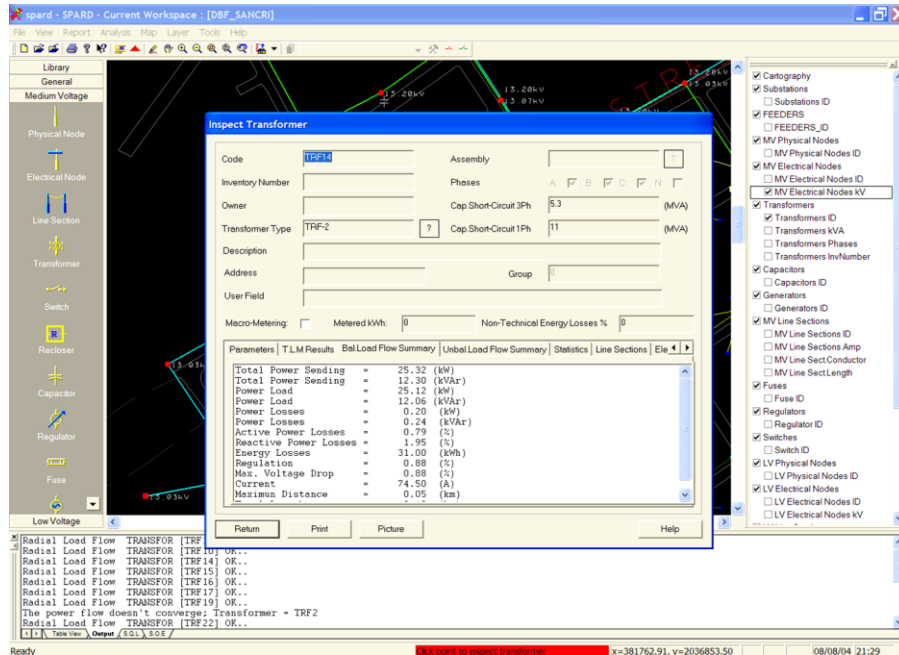 spard - SPARD - Current Workspace : [DBF_SANCRI]
File View Report Analysis Map Layer Tools Help
Library
General
Medium Voltage
Physical Node
Electrical Node
Line Section
Transformer
Switch
Recloser
Capacitor
Regulator
Fuse
Low Voltage
13.20kV
13.20kV
13.07kV
13.20kV
13.03kV
STRE
13.03k
13.03kV
Inspect Transformer
Code TRF14 Assembly ?
Inventory Number Phases A: B: C: N:
Owner Cap.Short-Circuit 3Ph 5.3 (MVA)
Transformer Type TRF-2 ? Cap.Short-Circuit 1Ph 11 (MVA)
Description
Address Group 0
User Field
Macro-Metering: Metered kWh: 0 Non-Technical Energy Losses % 0
Parameters T.L.M Results Bal.Load Flow Summary Unbal.Load Flow Summary Statistics Line Sections Ele
Total Power Sending = 25.32 (kW)
Total Power Sending = 12.30 (kVAr)
Power Load = 25.12 (kW)
Power Load = 12.06 (kVAr)
Power Losses = 0.20 (kW)
Power Losses = 0.24 (kVAr)
Active Power Losses = 0.79 (%)
Reactive Power Losses = 1.95 (%)
Energy Losses = 31.00 (kWh)
Regulation = 0.88 (%)
Max. Voltage Drop = 0.88 (%)
Current = 74.50 (A)
Maximun Distance = 0.05 (km)
Return Print Picture Help
Cartography
Substations
Substations ID
FEEDERS
FEEDERS_ID
MV Physical Nodes
MV Physical Nodes ID
MV Electrical Nodes
MV Electrical Nodes ID
MV Electrical Nodes kV
Transformers
Transformers ID
Transformers kVA
Transformers Phases
Transformers InvNumber
Capacitors
Capacitors ID
Generators
Generators ID
MV Line Sections
MV Line Sections ID
MV Line Sections Amp
MV Line Sect.Conductor
MV Line Sect.Length
Fuses
Fuse ID
Regulators
Regulator ID
Switches
Switch ID
LV Physical Nodes
LV Physical Nodes ID
LV Electrical Nodes
LV Electrical Nodes ID
LV Electrical Nodes kV
Radial Load Flow TRANSFOR [TRF
Radial Load Flow TRANSFOR [TRF10] OK..
Radial Load Flow TRANSFOR [TRF14] OK..
Radial Load Flow TRANSFOR [TRF15] OK..
Radial Load Flow TRANSFOR [TRF16] OK..
Radial Load Flow TRANSFOR [TRF17] OK..
Radial Load Flow TRANSFOR [TRF19] OK..
The power flow doesn't converge; Transformer = TRF2
Radial Load Flow TRANSFOR [TRF22] OK..
Table View Output S.Q.L S.O.E
Ready Click point to inspect transformer x=381762.91, y=2036853.50 08/08/04 21:29